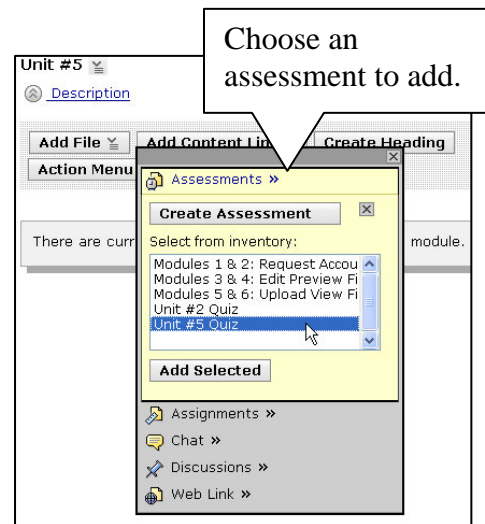 Choose an
assessment to add.
Unit #5
Description
Add File
Add Content Lin
Create Heading
Action Menu
Assessments »
Create Assessment
There are curr
module.
Select from inventory:
Modules 1 & 2: Request Accou
Modules 3 & 4: Edit Preview Fi
Modules 5 & 6: Upload View Fi
Unit #2 Quiz
Unit #5 Quiz
Add Selected
Assignments »
Chat »
Discussions »
Web Link »